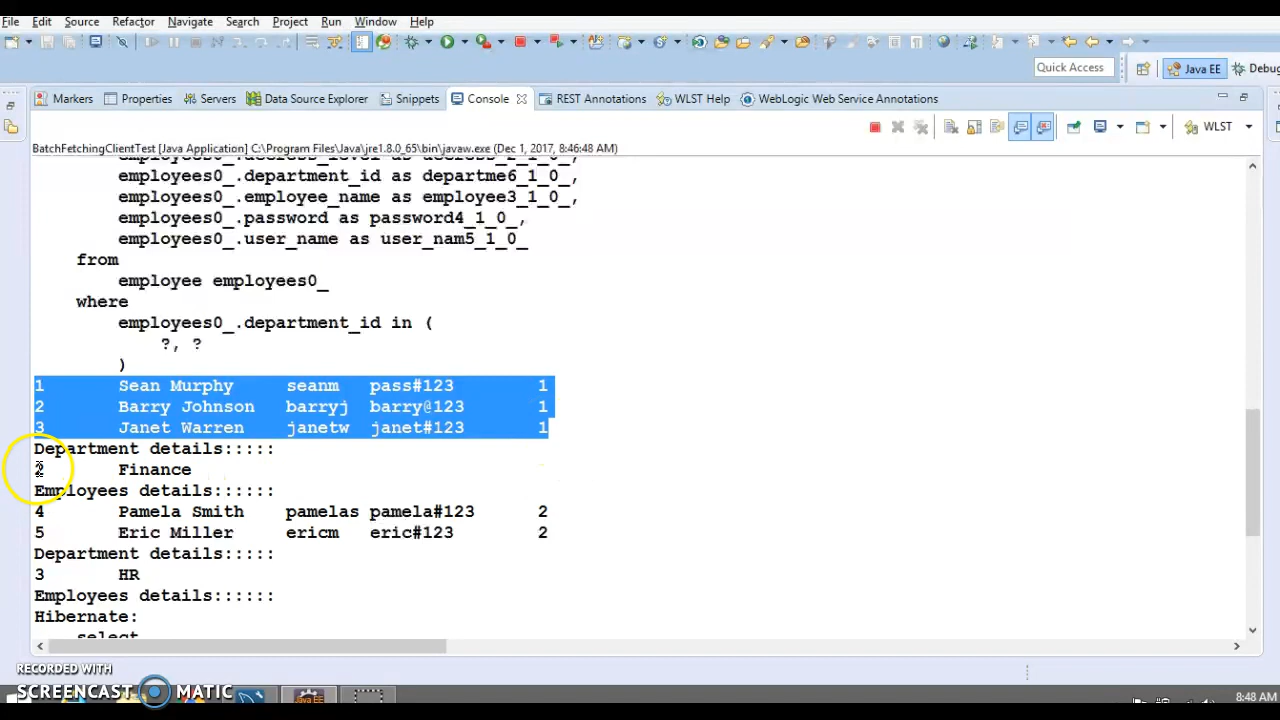 File Edit Source Refactor Navigate Search Project Run Window Help
Quick Access Java EE Debug
Markers Properties Servers Data Source Explorer Snippets Console REST Annotations WLST Help WebLogic Web Service Annotations
WLST
BatchFetchingClientTest [Java Application] C:\Program Files\Java\jre1.8.0_65\bin\javaw.exe (Dec 1, 2017, 8:46:48 AM)
employees0_.department_id as departme6_1_0_,
employees0_.employee_name as employee3_1_0_,
employees0_.password as password4_1_0_,
employees0_.user_name as user_nam5_1_0_
from
employee employees0_
where
employees0_.department_id in (
?, ?
)
1 Sean Murphy seanm pass#123 1
2 Barry Johnson barryj barry@123 1
3 Janet Warren janetw janet#123 1
Department details:::::
2 Finance
Employees details::::::
4 Pamela Smith pamelas pamela#123 2
5 Eric Miller ericm eric#123 2
Department details:::::
3 HR
Employees details::::::
Hibernate:
select
RECORDED WITH
SCREENCAST MATIC
8:48 AM